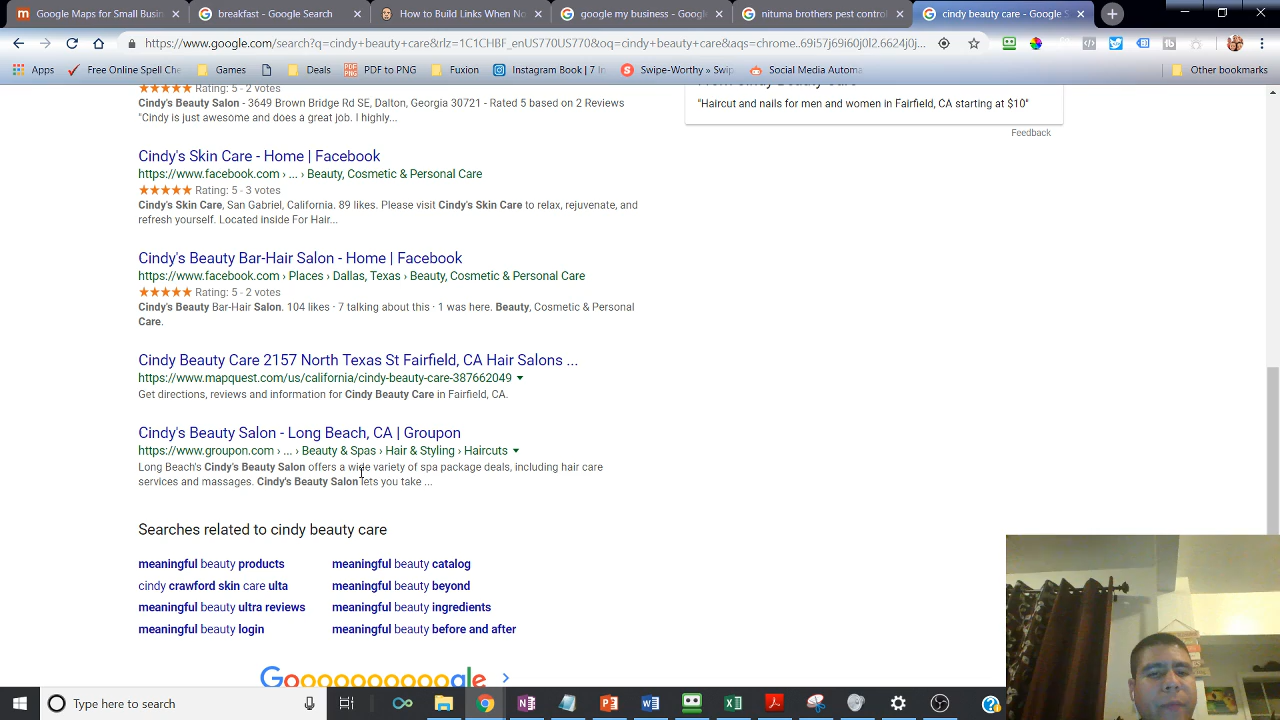 Google Maps for Small Busin
breakfast - Google Search
How to Build Links When No
google my business - Google
nituma brothers pest control
cindy beauty care - Google S
https://www.google.com/search?q=cindy+beauty+care&rlz=1C1CHBF_enUS770US770&oq=cindy+beauty+care&aqs=chrome..69i57j69i60j0l2.6624j0j...
Apps
Free Online Spell Che
Games
Deals
PDF to PNG
Fuxion
Instagram Book | 7 In
Swipe-Worthy » Swip
Social Media Automa
Other bookmarks
Rating: 5 - 2 votes
Cindy's Beauty Salon - 3649 Brown Bridge Rd SE, Dalton, Georgia 30721 - Rated 5 based on 2 Reviews
"Cindy is just awesome and does a great job. I highly...
Cindy's Skin Care - Home | Facebook
https://www.facebook.com › ... › Beauty, Cosmetic & Personal Care
Rating: 5 - 3 votes
Cindy's Skin Care, San Gabriel, California. 89 likes. Please visit Cindy's Skin Care to relax, rejuvenate, and
refresh yourself. Located inside For Hair...
Cindy's Beauty Bar-Hair Salon - Home | Facebook
https://www.facebook.com › Places › Dallas, Texas › Beauty, Cosmetic & Personal Care
Rating: 5 - 2 votes
Cindy's Beauty Bar-Hair Salon. 104 likes · 7 talking about this · 1 was here. Beauty, Cosmetic & Personal
Care.
Cindy Beauty Care 2157 North Texas St Fairfield, CA Hair Salons ...
https://www.mapquest.com/us/california/cindy-beauty-care-387662049
Get directions, reviews and information for Cindy Beauty Care in Fairfield, CA.
Cindy's Beauty Salon - Long Beach, CA | Groupon
https://www.groupon.com › ... › Beauty & Spas › Hair & Styling › Haircuts
Long Beach's Cindy's Beauty Salon offers a wide variety of spa package deals, including hair care
services and massages. Cindy's Beauty Salon lets you take ...
Searches related to cindy beauty care
meaningful beauty products
meaningful beauty catalog
cindy crawford skin care ulta
meaningful beauty beyond
meaningful beauty ultra reviews
meaningful beauty ingredients
meaningful beauty login
meaningful beauty before and after
Goooooooooogle
From Cindy Beauty Care
"Haircut and nails for men and women in Fairfield, CA starting at $10"
Feedback
Type here to search